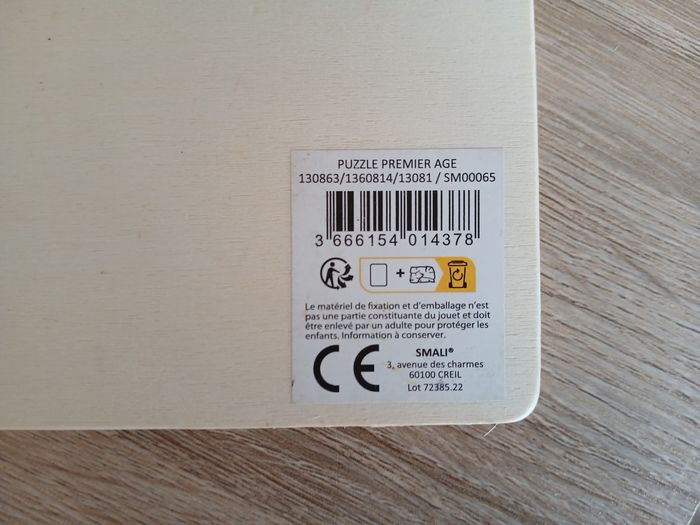 PUZZLE PREMIER AGE
130863/1360814/13081 / SM00065
3 666154 014378
+
Le matériel de fixation et d'emballage n'est
pas une partie constituante du jouet et doit
être enlevé par un adulte pour protéger les
enfants. Information à conserver.
CE
SMALI®
3, avenue des charmes
60100 CREIL
Lot 72385.22